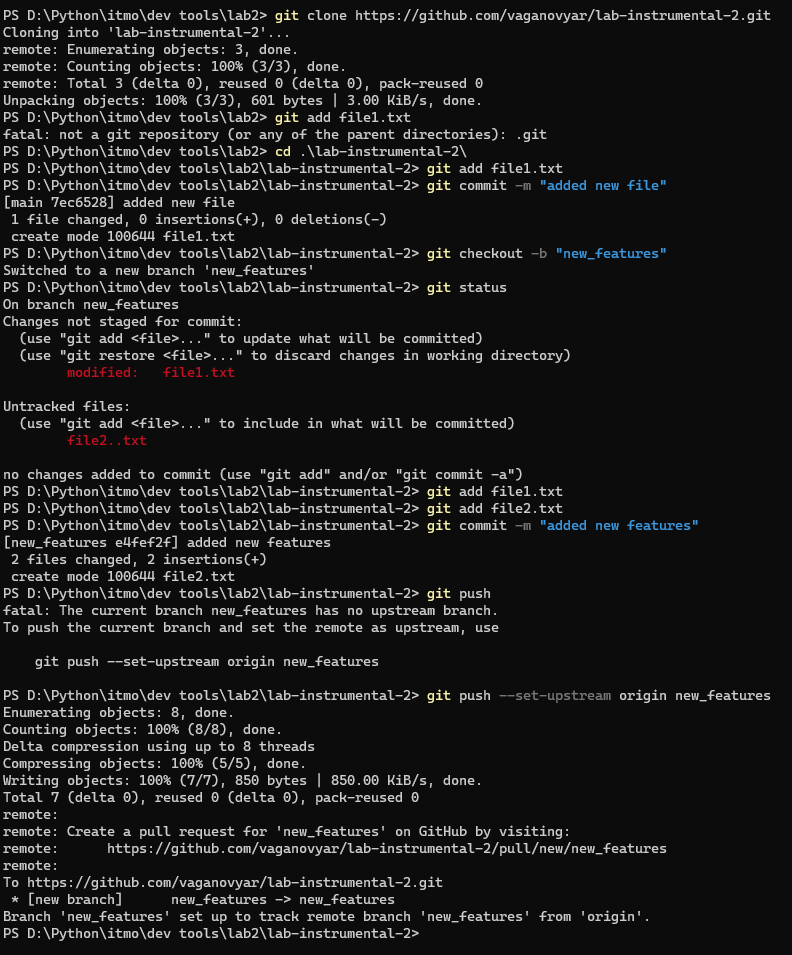 PS D:\Python\itmo\dev tools\lab2> git clone https://github.com/vaganovyar/lab-instrumental-2.git
Cloning into 'lab-instrumental-2'...
remote: Enumerating objects: 3, done.
remote: Counting objects: 100% (3/3), done.
remote: Total 3 (delta 0), reused 0 (delta 0), pack-reused 0
Unpacking objects: 100% (3/3), 601 bytes | 3.00 KiB/s, done.
PS D:\Python\itmo\dev tools\lab2> git add file1.txt
fatal: not a git repository (or any of the parent directories): .git
PS D:\Python\itmo\dev tools\lab2> cd .\lab-instrumental-2\
PS D:\Python\itmo\dev tools\lab2\lab-instrumental-2> git add file1.txt
PS D:\Python\itmo\dev tools\lab2\lab-instrumental-2> git commit -m "added new file"
[main 7ec6528] added new file
 1 file changed, 0 insertions(+), 0 deletions(-)
 create mode 100644 file1.txt
PS D:\Python\itmo\dev tools\lab2\lab-instrumental-2> git checkout -b "new_features"
Switched to a new branch 'new_features'
PS D:\Python\itmo\dev tools\lab2\lab-instrumental-2> git status
On branch new_features
Changes not staged for commit:
  (use "git add <file>..." to update what will be committed)
  (use "git restore <file>..." to discard changes in working directory)
        modified:   file1.txt

Untracked files:
  (use "git add <file>..." to include in what will be committed)
        file2..txt

no changes added to commit (use "git add" and/or "git commit -a")
PS D:\Python\itmo\dev tools\lab2\lab-instrumental-2> git add file1.txt
PS D:\Python\itmo\dev tools\lab2\lab-instrumental-2> git add file2.txt
PS D:\Python\itmo\dev tools\lab2\lab-instrumental-2> git commit -m "added new features"
[new_features e4fef2f] added new features
 2 files changed, 2 insertions(+)
 create mode 100644 file2.txt
PS D:\Python\itmo\dev tools\lab2\lab-instrumental-2> git push
fatal: The current branch new_features has no upstream branch.
To push the current branch and set the remote as upstream, use

    git push --set-upstream origin new_features

PS D:\Python\itmo\dev tools\lab2\lab-instrumental-2> git push --set-upstream origin new_features
Enumerating objects: 8, done.
Counting objects: 100% (8/8), done.
Delta compression using up to 8 threads
Compressing objects: 100% (5/5), done.
Writing objects: 100% (7/7), 850 bytes | 850.00 KiB/s, done.
Total 7 (delta 0), reused 0 (delta 0), pack-reused 0
remote:
remote: Create a pull request for 'new_features' on GitHub by visiting:
remote:      https://github.com/vaganovyar/lab-instrumental-2/pull/new/new_features
remote:
To https://github.com/vaganovyar/lab-instrumental-2.git
 * [new branch]      new_features -> new_features
Branch 'new_features' set up to track remote branch 'new_features' from 'origin'.
PS D:\Python\itmo\dev tools\lab2\lab-instrumental-2>